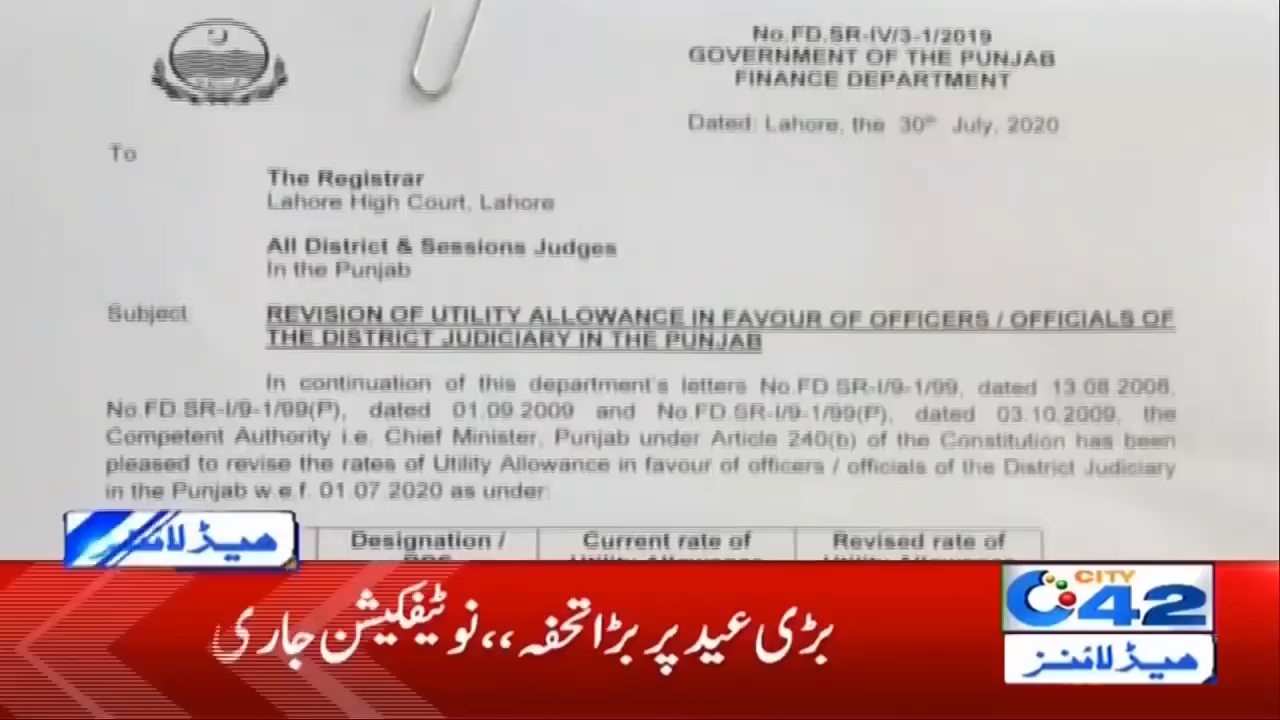 No.FD.SR-IV/3-1/2019
GOVERNMENT OF THE PUNJAB
FINANCE DEPARTMENT
Dated: Lahore, the 30th July, 2020
To
The Registrar
Lahore High Court, Lahore
All District & Sessions Judges
In the Punjab
Subject
REVISION OF UTILITY ALLOWANCE IN FAVOUR OF OFFICERS / OFFICIALS OF
THE DISTRICT JUDICIARY IN THE PUNJAB
In continuation of this department's letters No.FD.SR-I/9-1/99, dated 13.08.2008,
No.FD.SR-I/9-1/99(P), dated 01.09.2009 and No.FD.SR-I/9-1/99(P), dated 03.10.2009, the
Competent Authority i.e. Chief Minister, Punjab under Article 240(b) of the Constitution has been
pleased to revise the rates of Utility Allowance in favour of officers / officials of the District Judiciary
in the Punjab w.e.f. 01.07.2020 as under:
Designation / Current rate of Revised rate of
ہیڈلائنز
بڑی عید پر بڑا تحفہ،،نوٹیفکیشن جاری
CITY
42
ہیڈلائنز